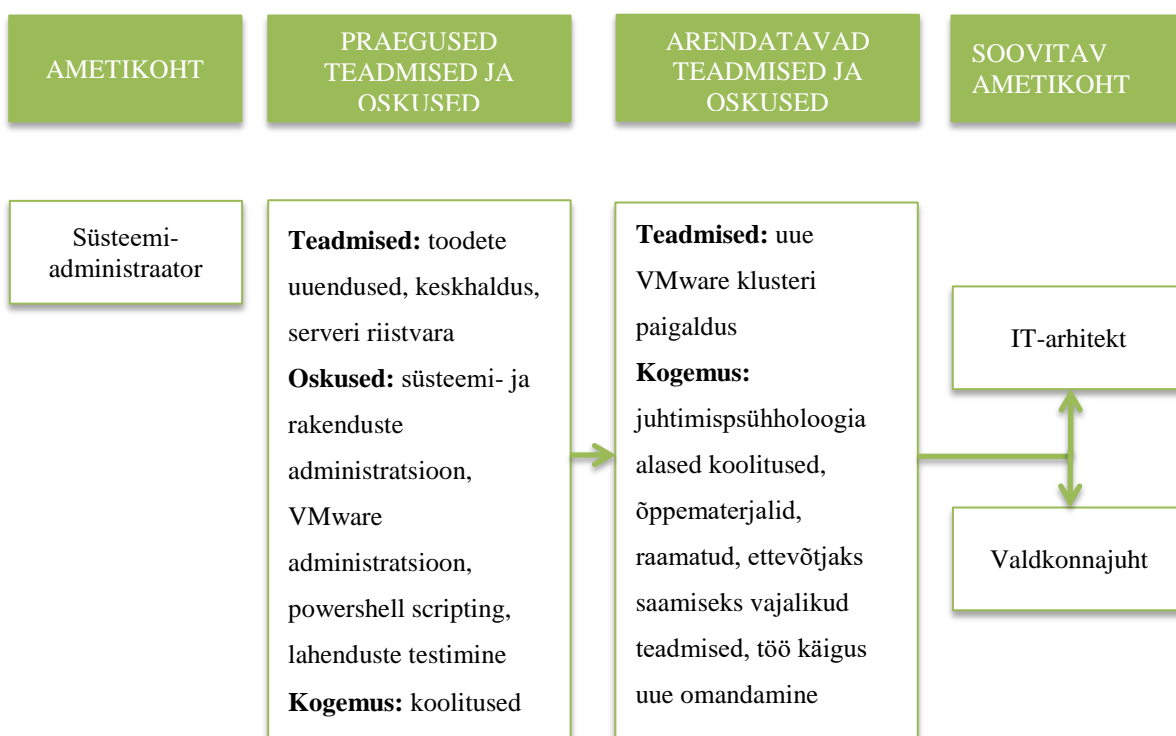 AMETIKOHT
PRAEGUSED
TEADMISED JA
OSKUSED
ARENDATAVAD
TEADMISED JA
OSKUSED
SOOVITAV
AMETIKOHT
Süsteemi-
administraator
Teadmised: toodete
uuendused, keskhaldus,
serveri riistvara
Oskused: süsteemi- ja
rakenduste
administratsioon,
VMware
administratsioon,
powershell scripting,
lahenduste testimine
Kogemus: koolitused
Teadmised: uue
VMware klusteri
paigaldus
Kogemus:
juhtimispsühholoogia
alased koolitused,
õppematerjalid,
raamatud, ettevõtjaks
saamiseks vajalikud
teadmised, töö käigus
uue omandamine
IT-arhitekt
Valdkonnajuht